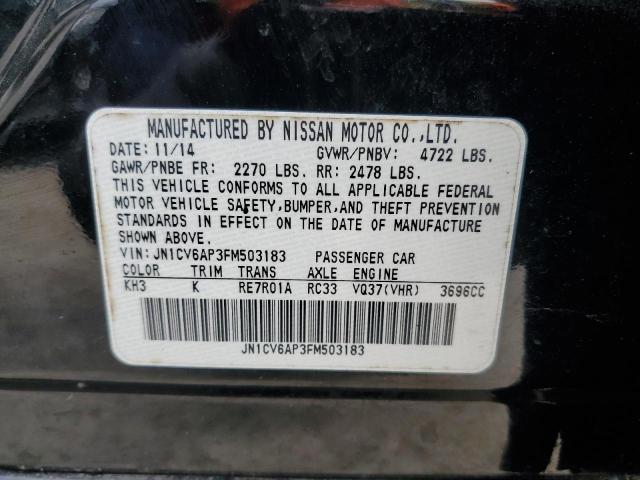 MANUFACTURED BY NISSAN MOTOR CO.,LTD.
DATE: 11/14 GVWR/PNBV: 4722 LBS.
GAWR/PNBE FR: 2270 LBS. RR: 2478 LBS.
THIS VEHICLE CONFORMS TO ALL APPLICABLE FEDERAL
MOTOR VEHICLE SAFETY,BUMPER,AND THEFT PREVENTION
STANDARDS IN EFFECT ON THE DATE OF MANUFACTURE
SHOWN ABOVE.
VIN: JN1CV6AP3FM503183 PASSENGER CAR
COLOR TRIM TRANS AXLE ENGINE
KH3 K RE7R01A RC33 VQ37(VHR) 3696CC
JN1CV6AP3FM503183